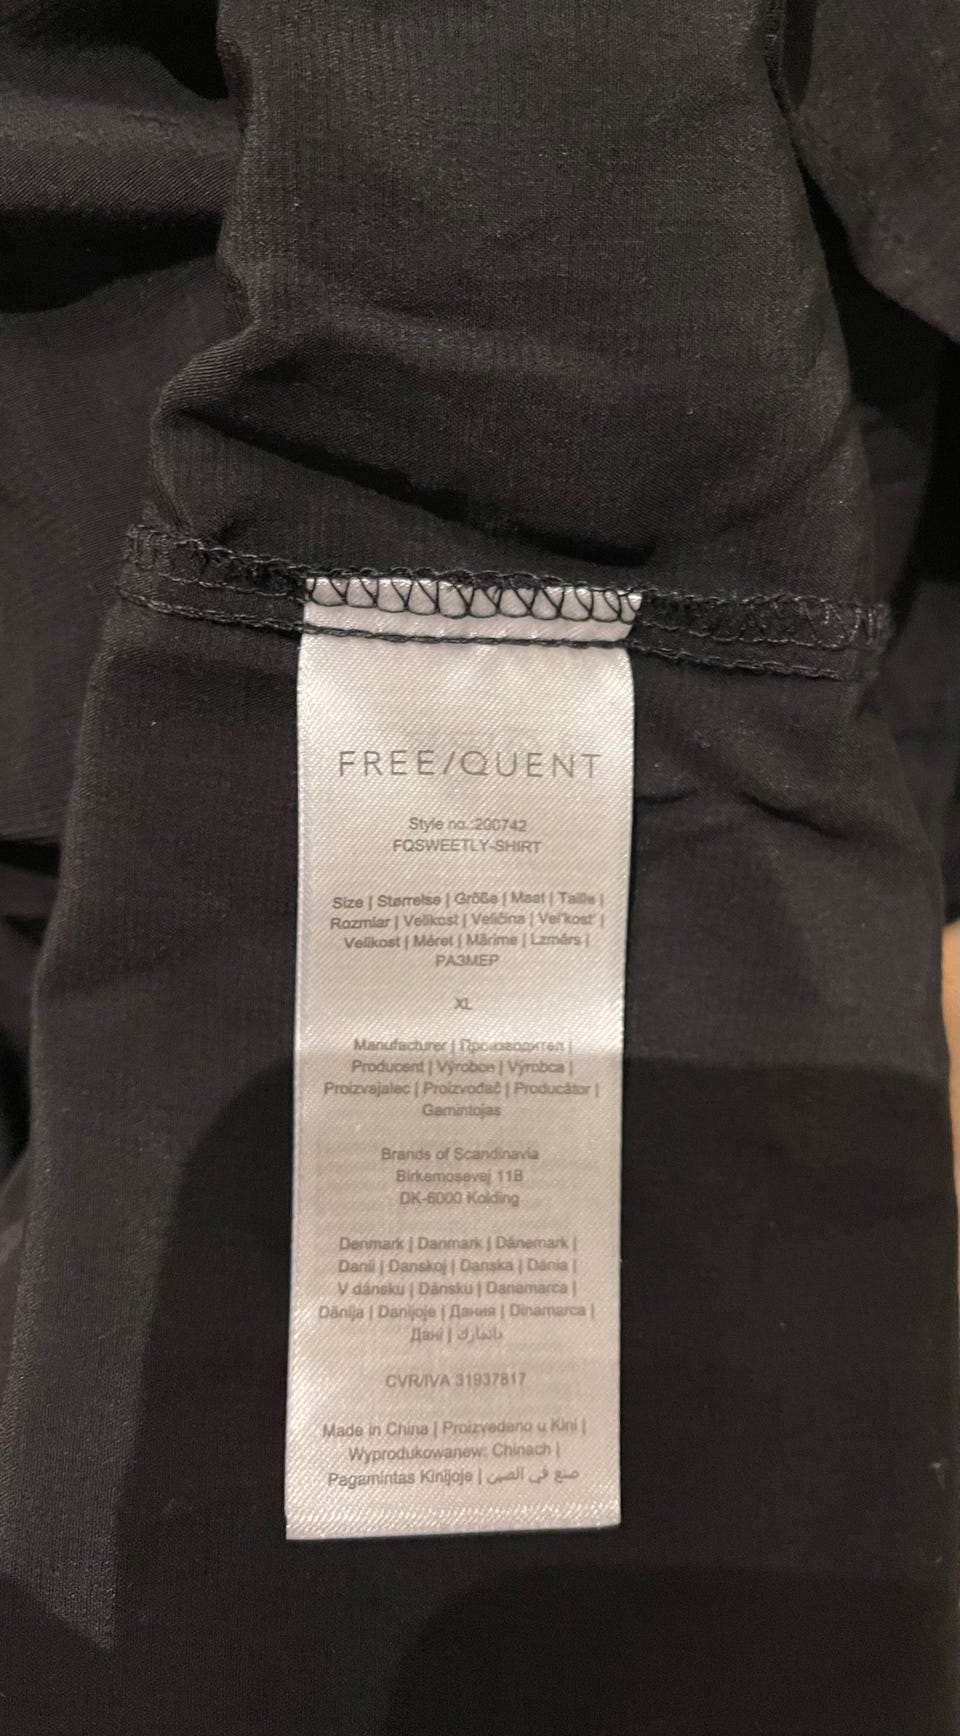 FREE/QUENT
Style no.:200742
FQSWEETLY-SHIRT
Size | Størrelse | Größe | Maat | Taille |
Rozmiar | Velikost | Veličina | Veľkosť |
Velikost | Méret | Mărime | Lzmērs |
РАЗМЕР
XL
Manufacturer | Производител |
Producent | Výrobce | Výrobca |
Proizvajalec | Proizvođač | Producător |
Gamintojas
Brands of Scandinavia
Birkemosevej 11B
DK-6000 Kolding
Denmark | Danmark | Dänemark |
Danii | Danskoj | Danska | Dánia |
V dánsku | Dánsku | Danamarca |
Dānija | Danijoje | Дания | Dinamarca |
Дані | دانمارك
CVR/IVA 31937817
Made in China | Proizvedeno u Kini |
Wyprodukowanew: Chinach |
Pagamintas Kinijoje | صنع في الصين